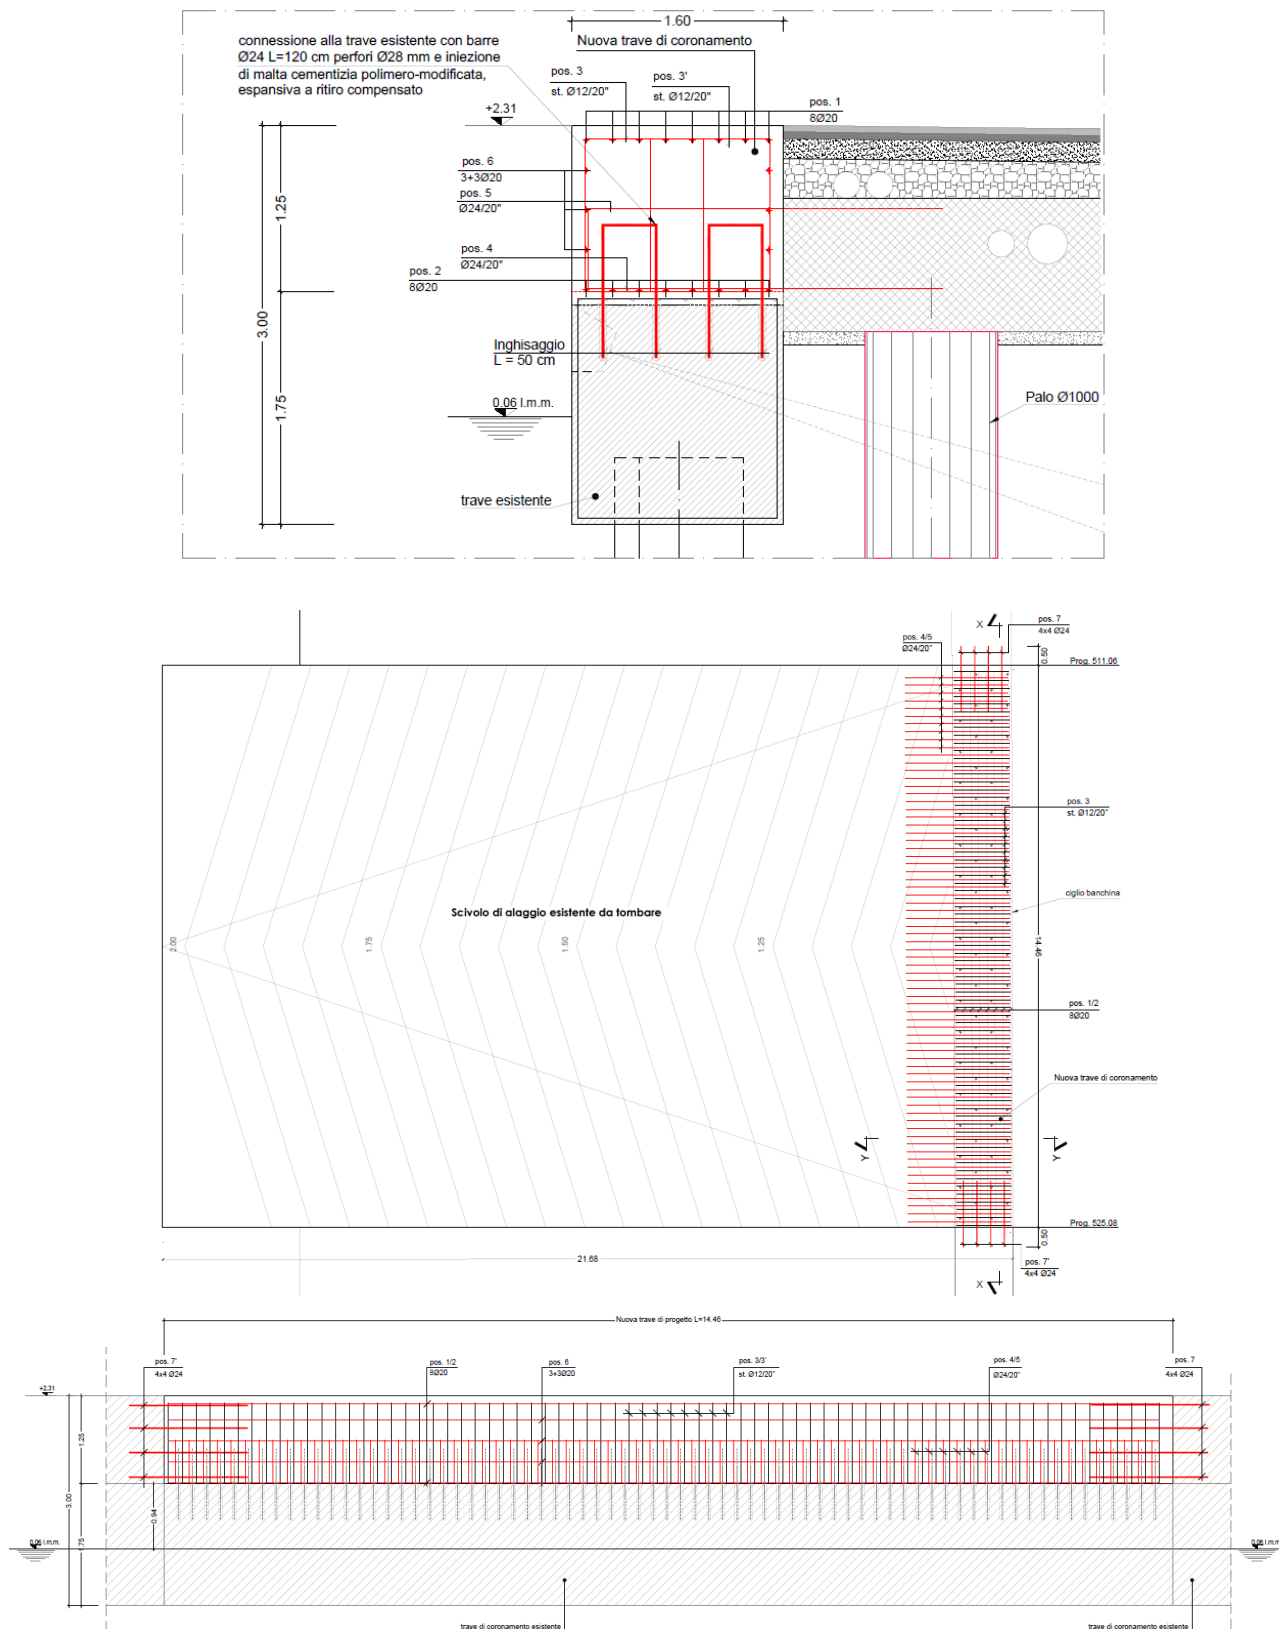 1.60
connessione alla trave esistente con barre
Ø24 L=120 cm perfori Ø28 mm e iniezione
di malta cementizia polimero-modificata,
espansiva a ritiro compensato
Nuova trave di coronamento
pos. 3
st. Ø12/20"
pos. 3'
st. Ø12/20"
pos. 1
8Ø20
+2.31
pos. 6
3+3Ø20
pos. 5
Ø24/20"
pos. 4
Ø24/20"
pos. 2
8Ø20
1.25
3.00
1.75
Inghisaggio
L = 50 cm
0.06 l.m.m.
Palo Ø1000
trave esistente
X
pos. 7
4x4 Ø24
pos. 4/5
Ø24/20"
0.50
Prog. 511.06
pos. 3
st. Ø12/20"
ciglio banchina
Scivolo di alaggio esistente da tombare
2.00
1.75
1.50
1.25
14.46
pos. 1/2
8Ø20
Nuova trave di coronamento
Y
Y
Prog. 525.08
0.50
21.68
pos. 7'
4x4 Ø24
X
Nuova trave di progetto L=14.46
pos. 7'
4x4 Ø24
pos. 1/2
8Ø20
pos. 6
3+3Ø20
pos. 3/3'
st. Ø12/20"
pos. 4/5
Ø24/20"
pos. 7
4x4 Ø24
+2.31
1.25
3.00
0.94
1.75
0.06 l.m.m.
0.06 l.m.m
trave di coronamento esistente
trave di coronamento esistente